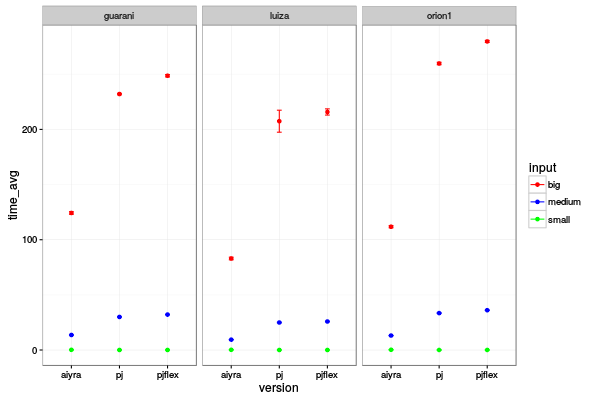 guarani luiza orion1
time_avg
200
100
0
aiyra pj pjflex aiyra pj pjflex aiyra pj pjflex
version
input
big
medium
small